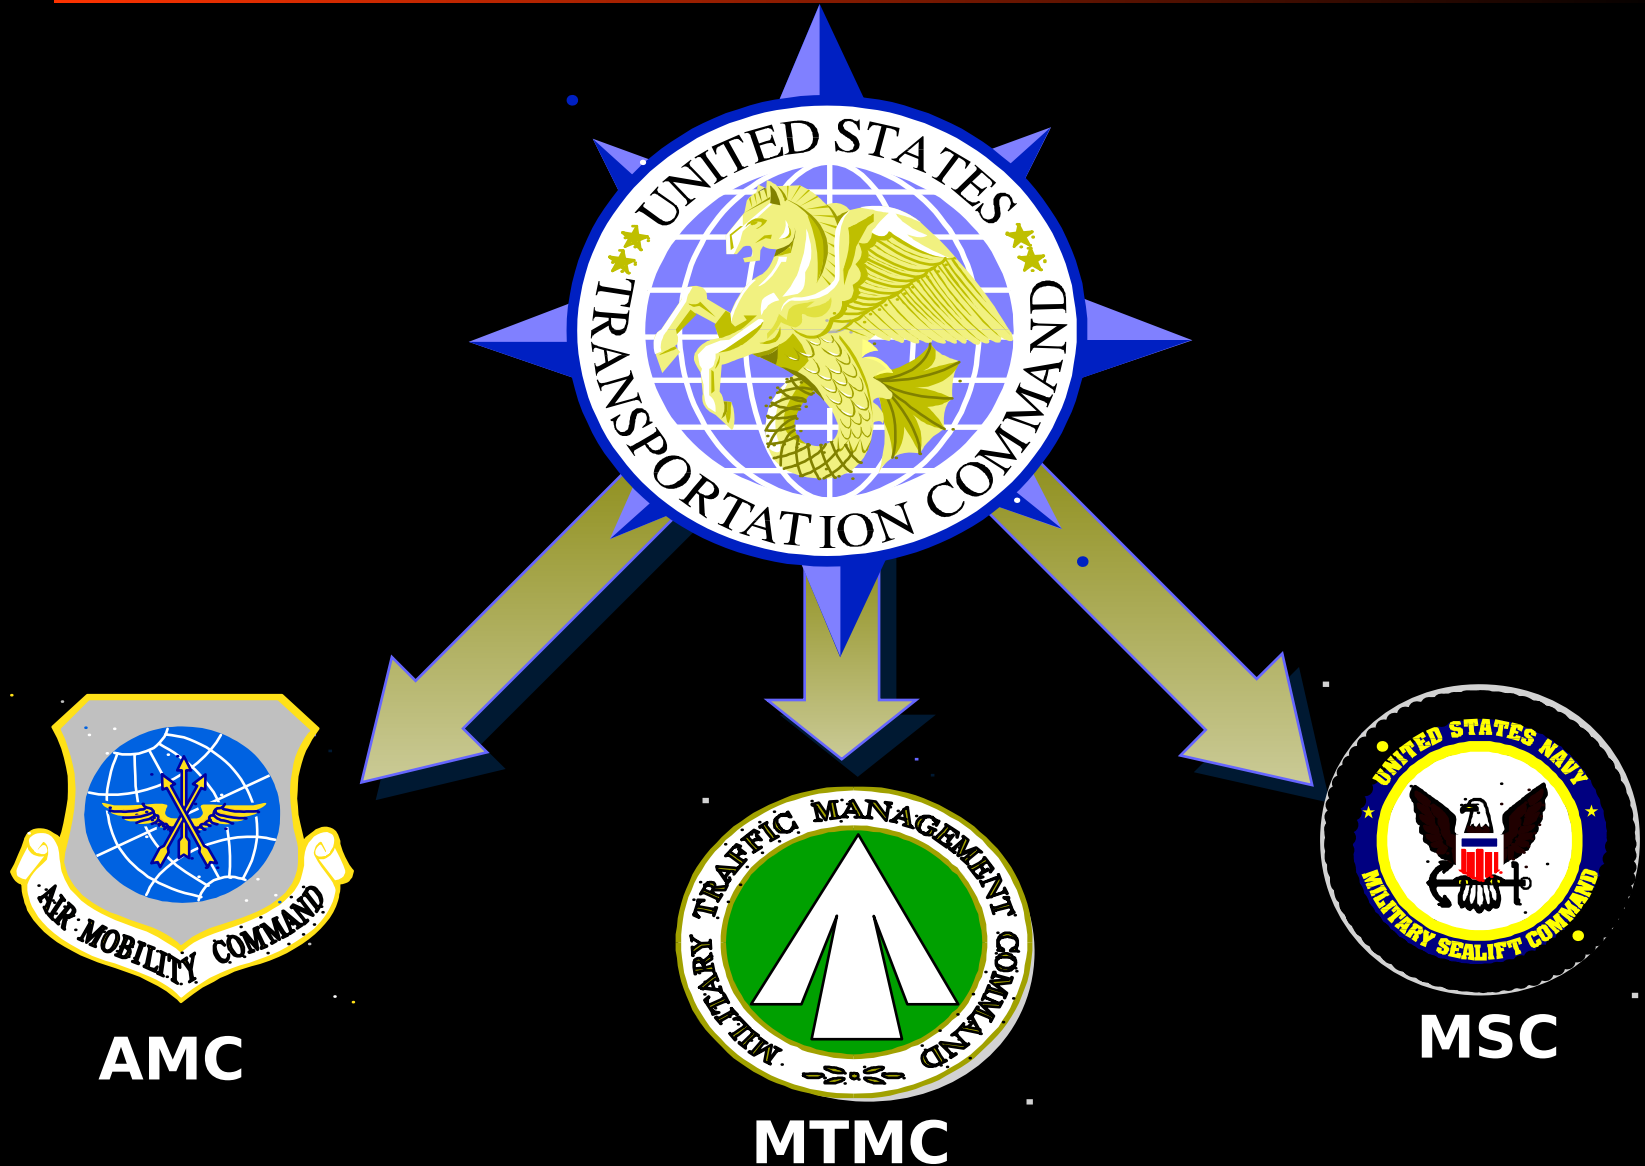 UNITED STATES
TRANSPORTATION COMMAND
AIR MOBILITY COMMAND
AMC
MILITARY TRAFFIC MANAGEMENT COMMAND
MTMC
UNITED STATES NAVY
MILITARY SEALIFT COMMAND
MSC